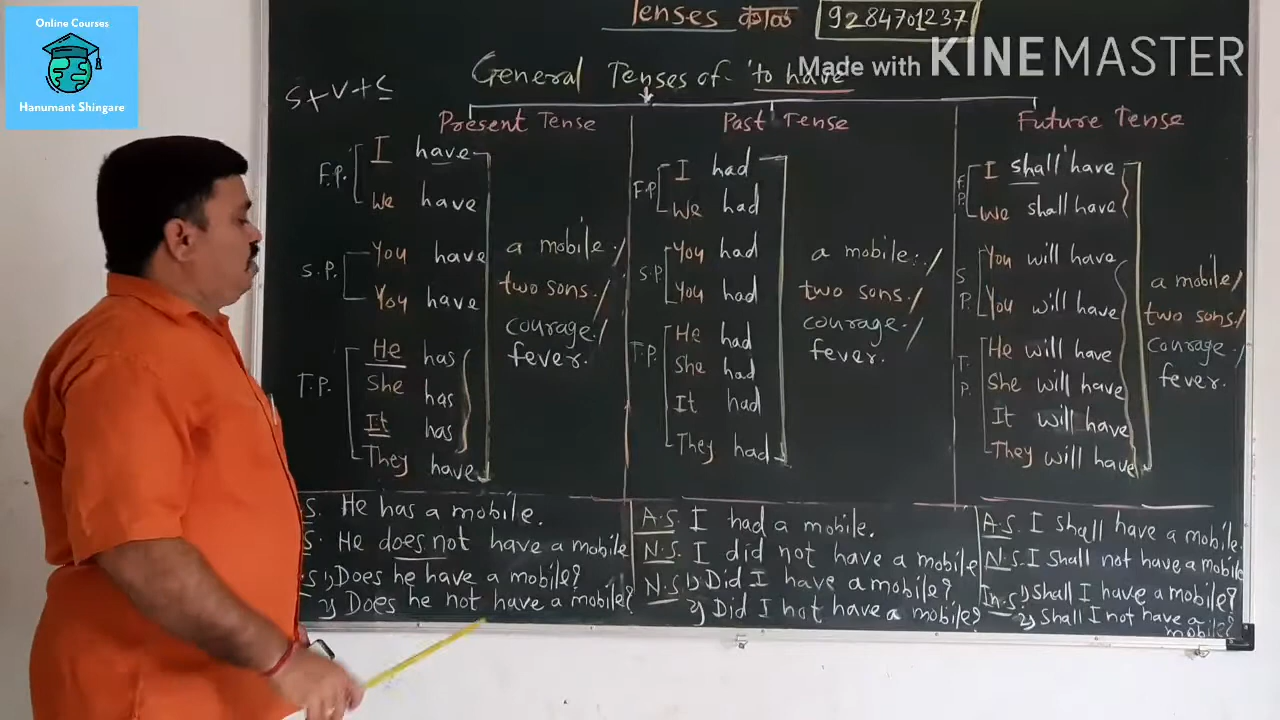 Online Courses
Hanumant Shingare
Tenses काळ 9284701237
Made with KINEMASTER
General Tenses of 'to have'
S+V+C
Present Tense
F.P. I have
We have
S.P. You have
You have
T.P. He has
She has
It has
They have
a mobile./
two sons./
courage./
fever.
Past Tense
F.P I had
We had
S.P You had
You had
T.P. He had
She had
It had
They had
a mobile./
two sons./
courage./
fever.
Future Tense
F.P. I shall have
We shall have
S P. You will have
You will have
T. P. He will have
She will have
It will have
They will have
a mobile/
two sons./
courage./
fever.
S. He has a mobile.
S. He does not have a mobile
S 1) Does he have a mobile?
2) Does he not have a mobile?
A.S. I had a mobile.
N.S. I did not have a mobile
N.S 1) Did I have a mobile?
2) Did I not have a mobile?
A.S. I shall have a mobile.
N.S. I shall not have a mobile
In.S 1) Shall I have a mobile?
2) Shall I not have a
mobile?